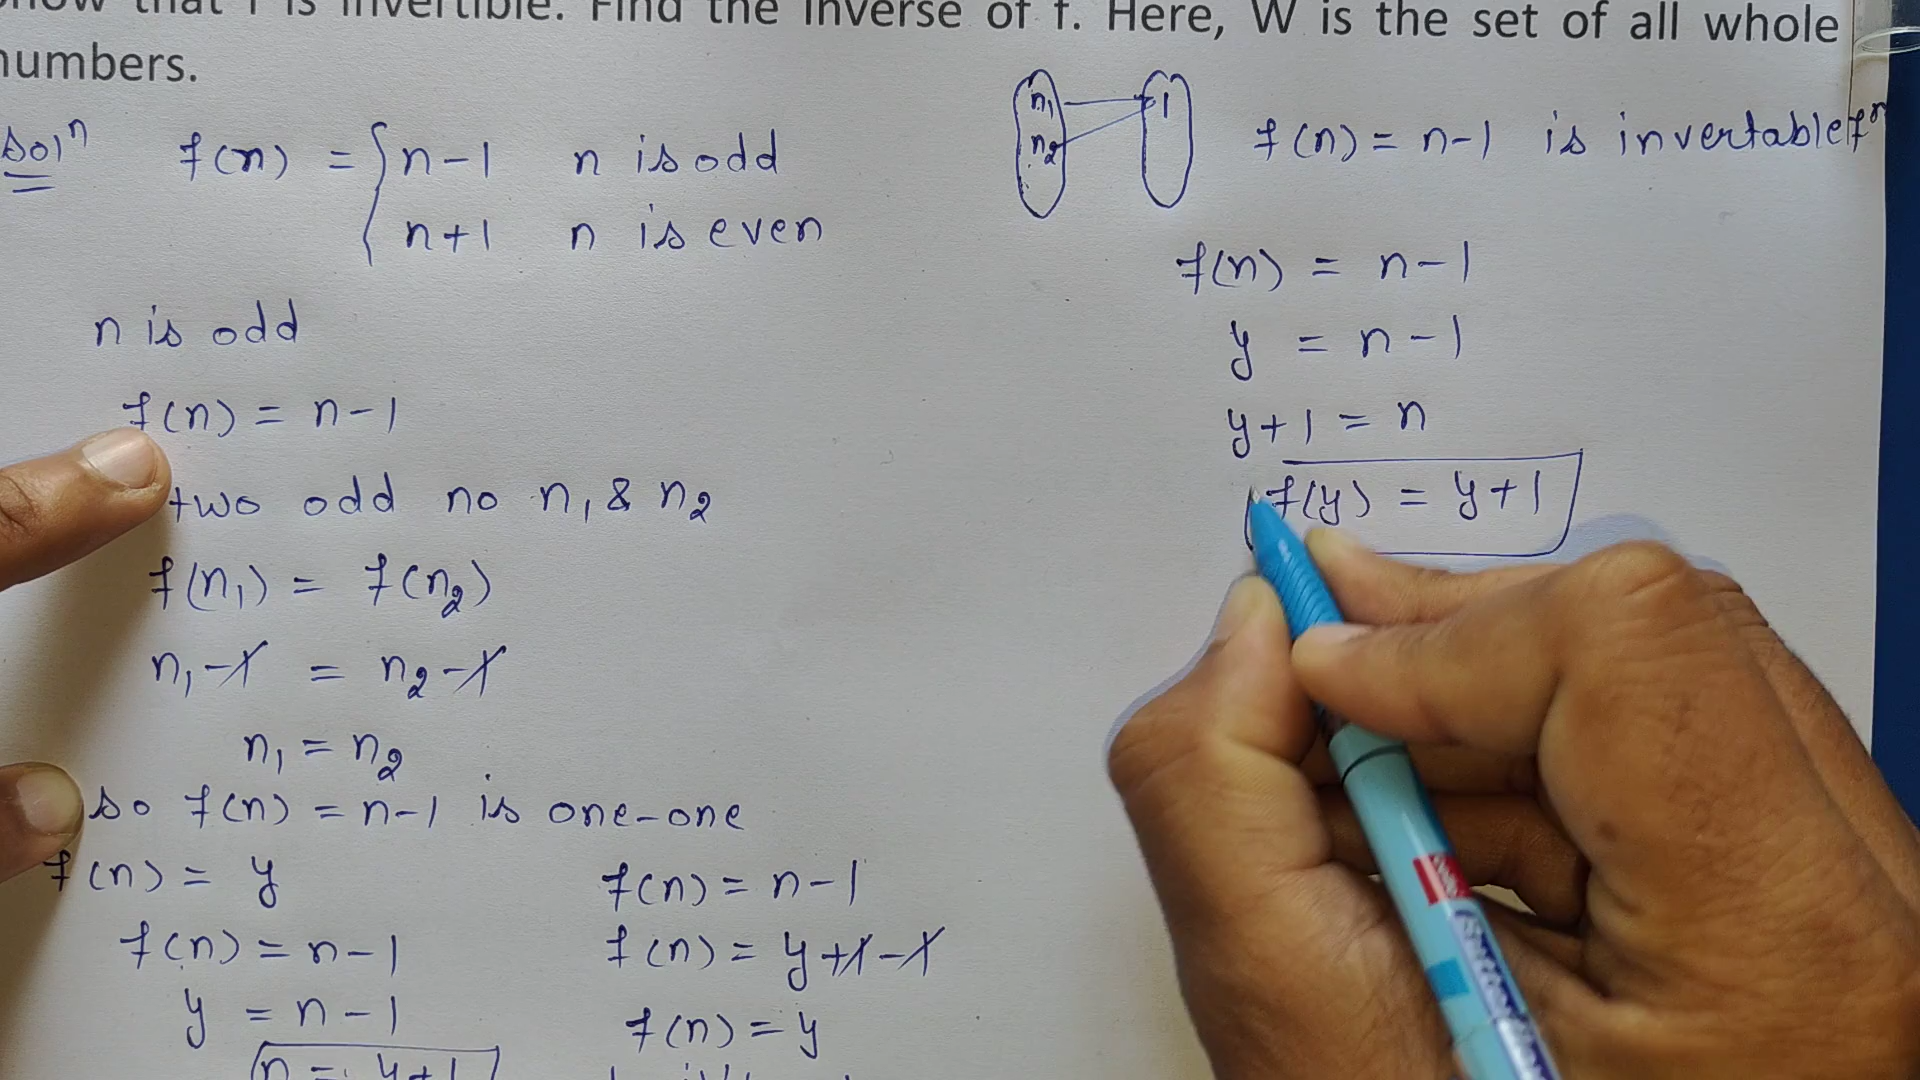 show that f is invertible. Find the inverse of f. Here, W is the set of all whole
numbers.
Solⁿ f(n) = { n-1 n is odd
n+1 n is even
n is odd
f(n) = n-1
two odd no n₁ & n₂
f(n₁) = f(n₂)
n₁-1 = n₂-1
n₁ = n₂
so f(n) = n-1 is one-one
f(n) = y
f(n) = n-1
y = n-1
n = y+1
f(n) = n-1
f(n) = y+1-1
f(n) = y
n₁ 1
n₂
f(n) = n-1 is invertable fⁿ
f(n) = n-1
y = n-1
y+1 = n
f(y) = y+1